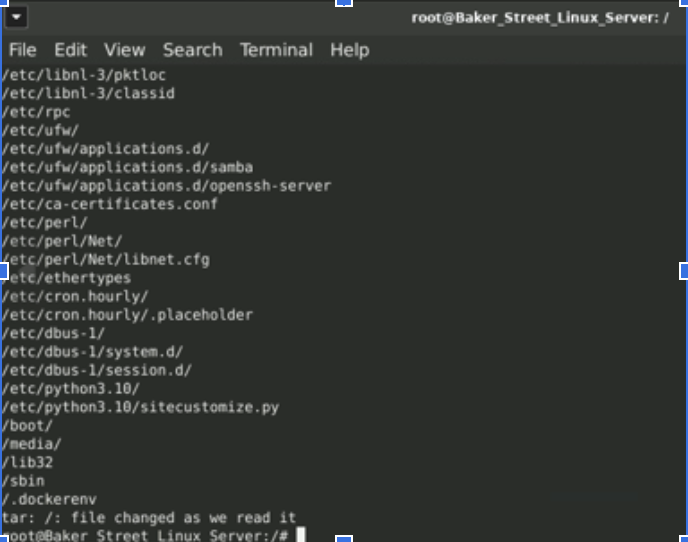 root@Baker_Street_Linux_Server: /
File Edit View Search Terminal Help
/etc/libnl-3/pktloc
/etc/libnl-3/classid
/etc/rpc
/etc/ufw/
/etc/ufw/applications.d/
/etc/ufw/applications.d/samba
/etc/ufw/applications.d/openssh-server
/etc/ca-certificates.conf
/etc/perl/
/etc/perl/Net/
/etc/perl/Net/libnet.cfg
/etc/ethertypes
/etc/cron.hourly/
/etc/cron.hourly/.placeholder
/etc/dbus-1/
/etc/dbus-1/system.d/
/etc/dbus-1/session.d/
/etc/python3.10/
/etc/python3.10/sitecustomize.py
/boot/
/media/
/lib32
/sbin
/.dockerenv
tar: /: file changed as we read it
root@Baker_Street_Linux_Server:/#